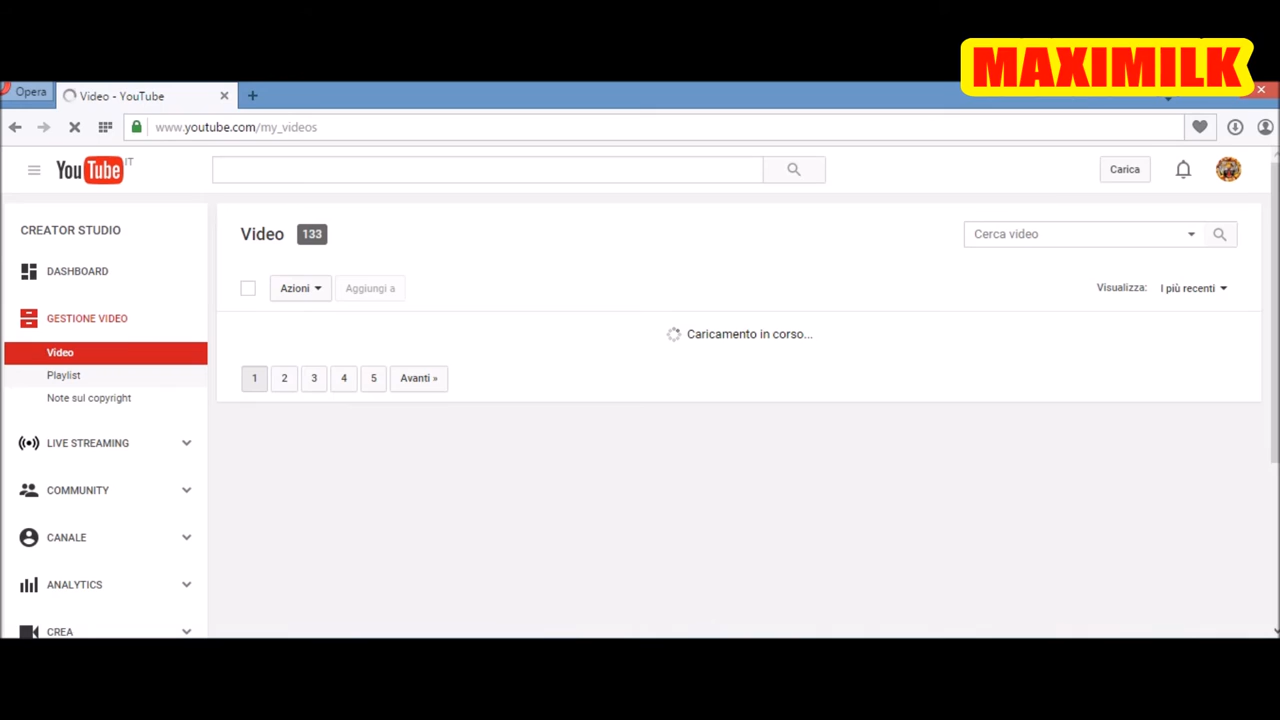 MAXIMILK
Opera
Video - YouTube
www.youtube.com/my_videos
YouTube IT
Carica
CREATOR STUDIO
DASHBOARD
GESTIONE VIDEO
Video
Playlist
Note sul copyright
LIVE STREAMING
COMMUNITY
CANALE
ANALYTICS
CREA
Video 133
Cerca video
Azioni
Aggiungi a
Visualizza: I più recenti
Caricamento in corso...
1 2 3 4 5 Avanti »